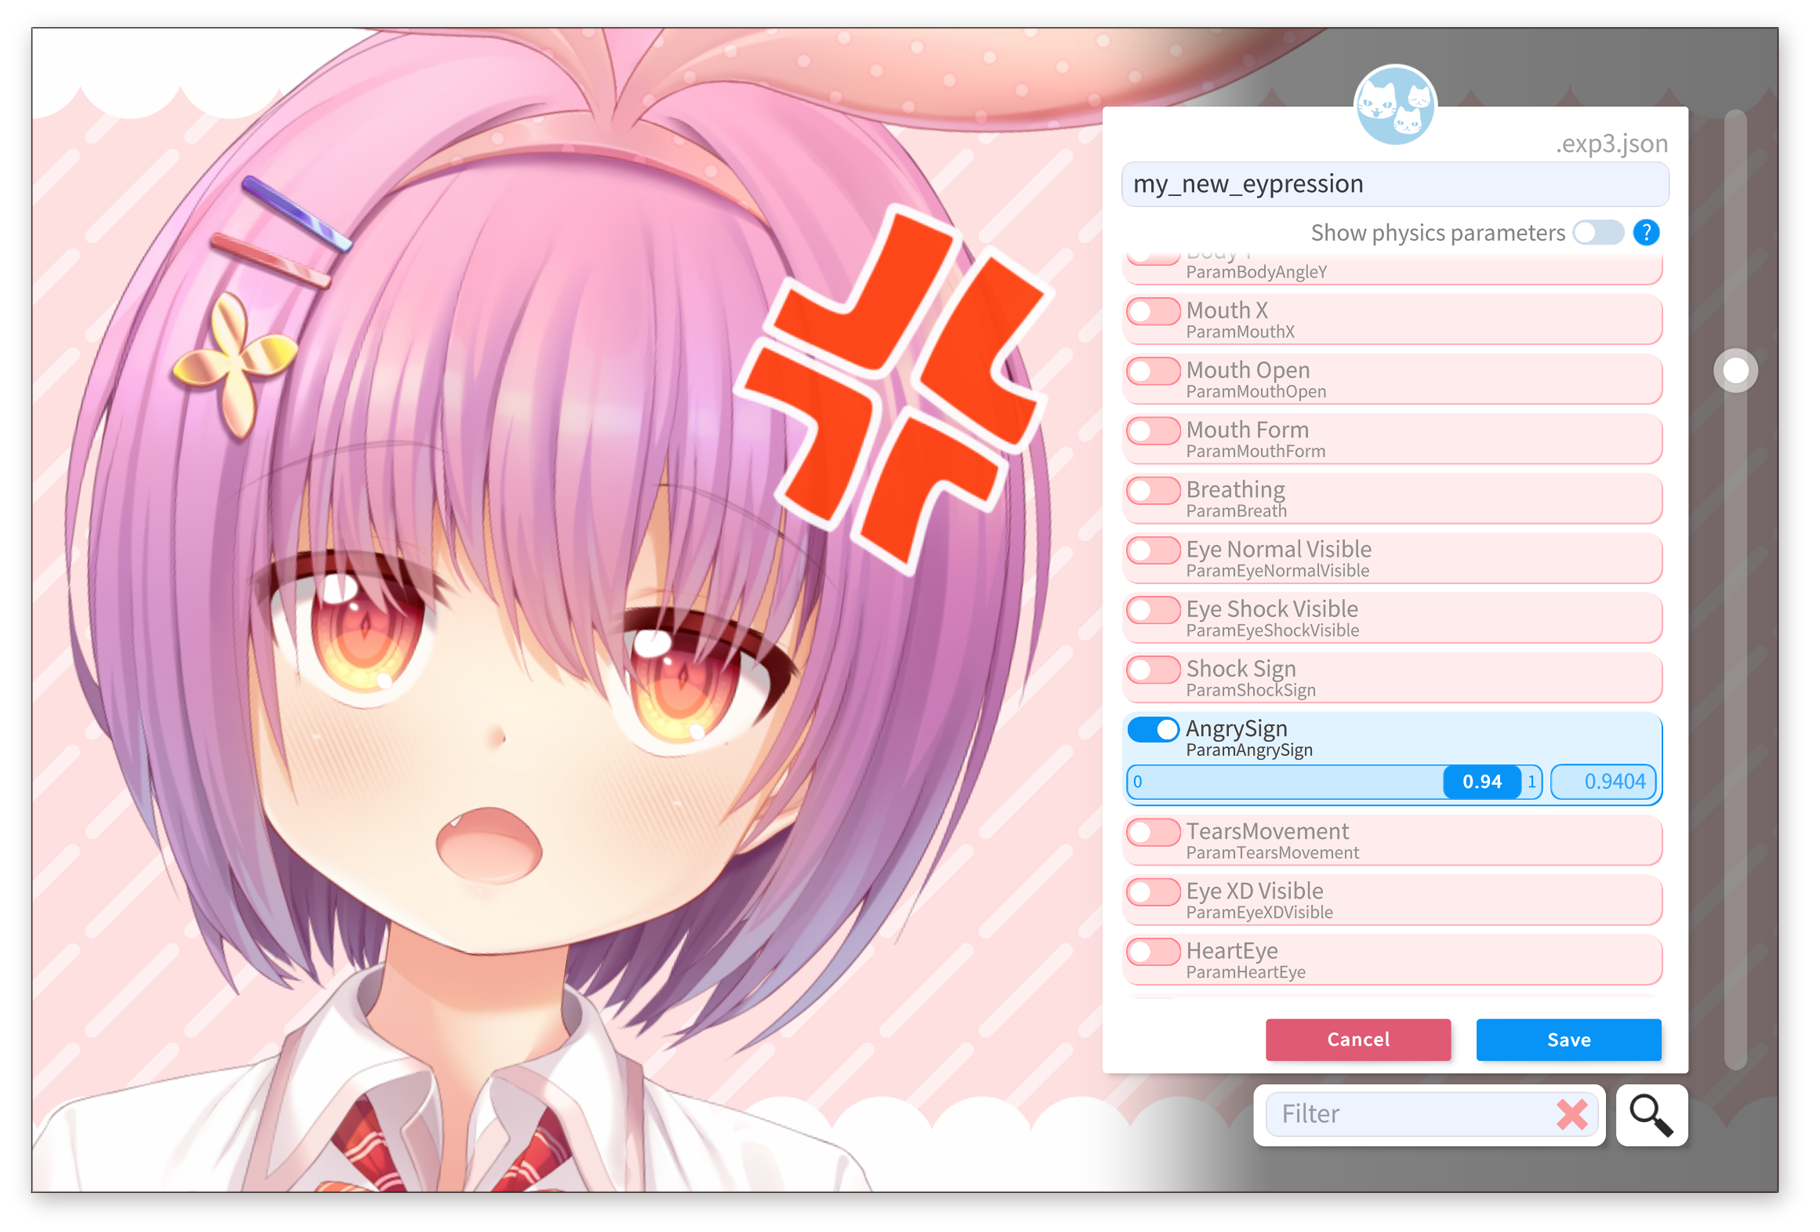 .exp3.json
my_new_eypression
Show physics parameters ?
Body Y
ParamBodyAngleY
Mouth X
ParamMouthX
Mouth Open
ParamMouthOpen
Mouth Form
ParamMouthForm
Breathing
ParamBreath
Eye Normal Visible
ParamEyeNormalVisible
Eye Shock Visible
ParamEyeShockVisible
Shock Sign
ParamShockSign
AngrySign
ParamAngrySign
0 0.94 1 0.9404
TearsMovement
ParamTearsMovement
Eye XD Visible
ParamEyeXDVisible
HeartEye
ParamHeartEye
Cancel Save
Filter